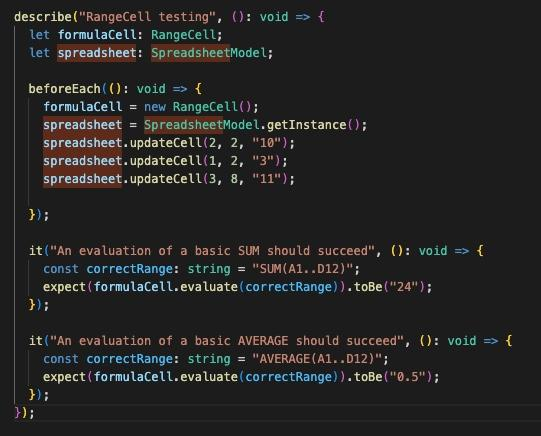 describe("RangeCell testing", (): void => {
let formulaCell: RangeCell;
let spreadsheet: SpreadsheetModel;
beforeEach((): void => {
formulaCell = new RangeCell();
spreadsheet = SpreadsheetModel.getInstance();
spreadsheet.updateCell(2, 2, "10");
spreadsheet.updateCell(1, 2, "3");
spreadsheet.updateCell(3, 8, "11");
});
it("An evaluation of a basic SUM should succeed", (): void => {
const correctRange: string = "SUM(A1..D12)";
expect(formulaCell.evaluate(correctRange)).toBe("24");
});
it("An evaluation of a basic AVERAGE should succeed", (): void => {
const correctRange: string = "AVERAGE(A1..D12)";
expect(formulaCell.evaluate(correctRange)).toBe("0.5");
});
});